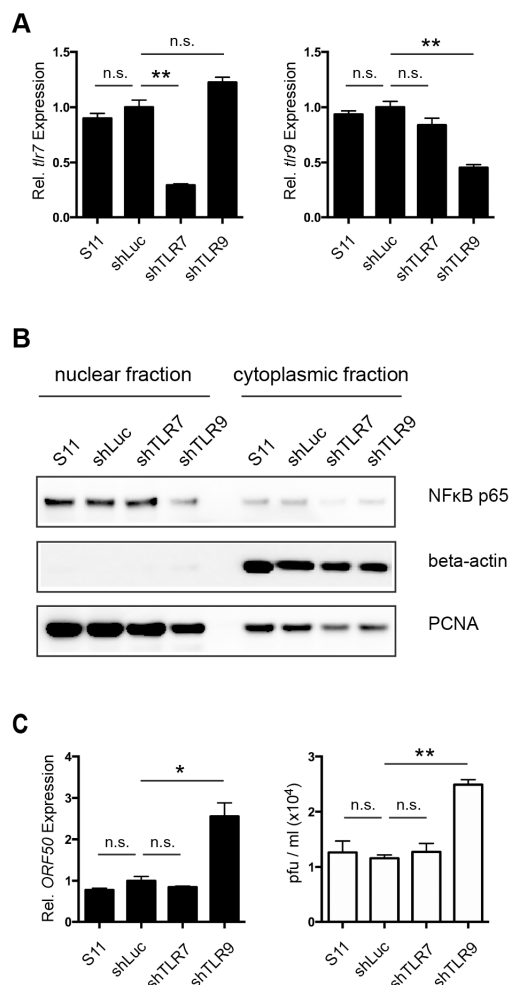 A
Rel. tlr7 Expression
1.5
1.0
0.5
0.0
n.s.
n.s.
**
S11
shLuc
shTLR7
shTLR9
Rel. tlr9 Expression
1.5
1.0
0.5
0.0
**
n.s.
n.s.
S11
shLuc
shTLR7
shTLR9
B
nuclear fraction
cytoplasmic fraction
S11
shLuc
shTLR7
shTLR9
S11
shLuc
shTLR7
shTLR9
NFκB p65
beta-actin
PCNA
C
Rel. ORF50 Expression
4
3
2
1
0
*
n.s.
n.s.
S11
shLuc
shTLR7
shTLR9
pfu / ml (x10⁴)
3
2
1
0
**
n.s.
n.s.
S11
shLuc
shTLR7
shTLR9